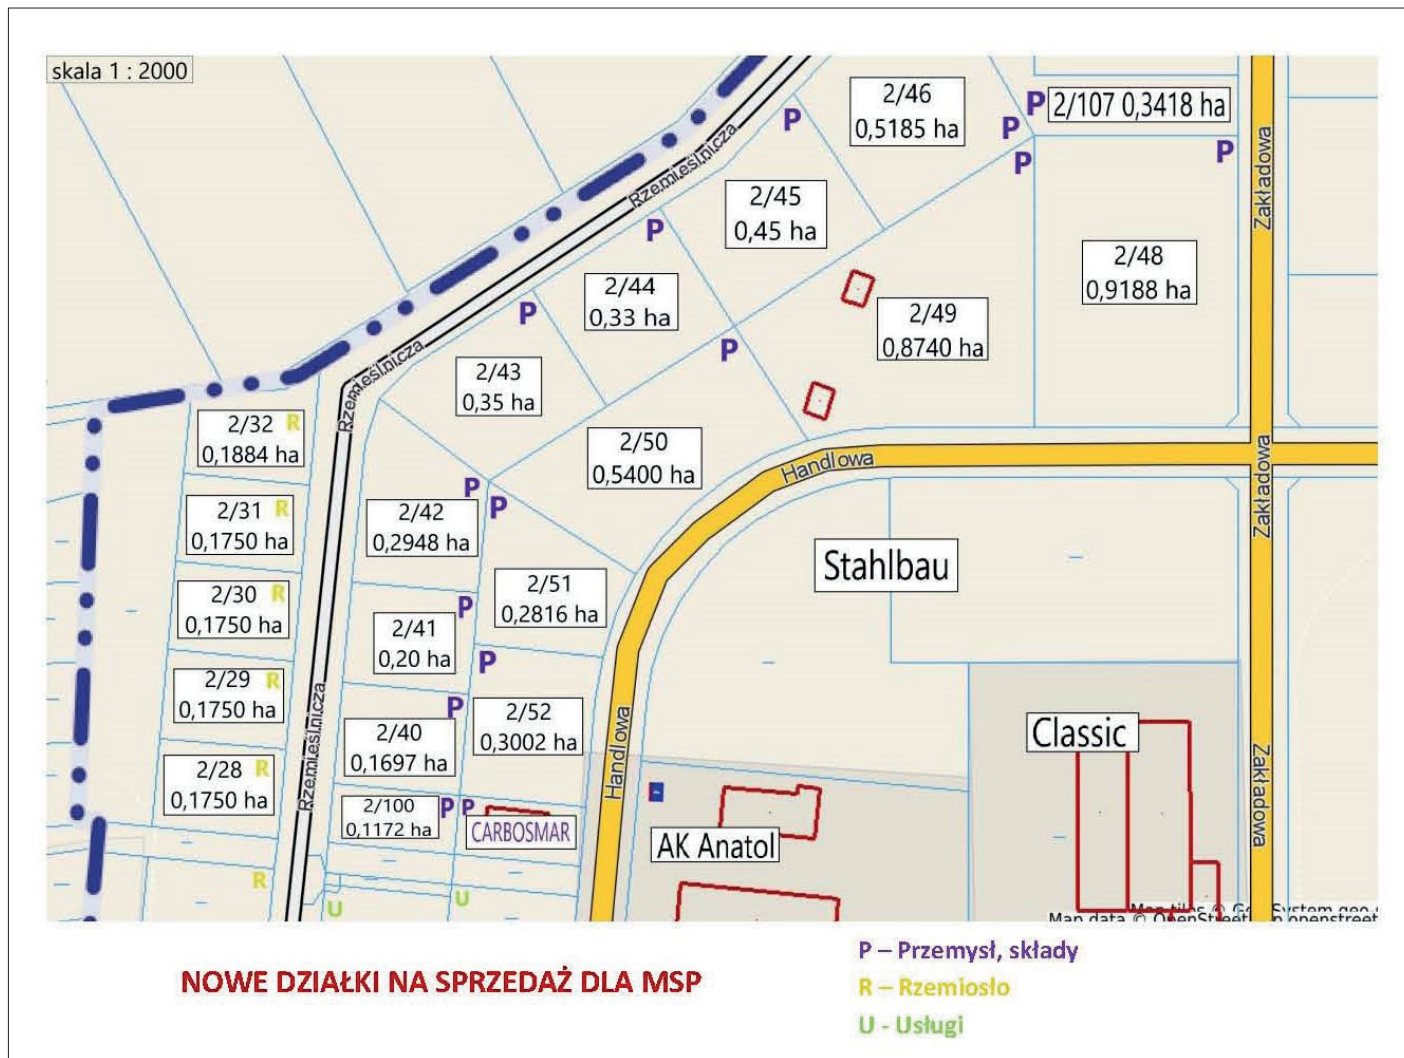 skala 1 : 2000
2/46
0,5185 ha
P
2/107 0,3418 ha
P
P
P
P
Zakładowa
Rzemieślnicza
2/45
0,45 ha
P
2/48
0,9188 ha
2/44
0,33 ha
P
2/49
0,8740 ha
P
Rzemieślnicza
2/43
0,35 ha
2/32 R
0,1884 ha
2/50
0,5400 ha
Handlowa
Zakładowa
P
P
2/31 R
0,1750 ha
2/42
0,2948 ha
Stahlbau
2/30 R
0,1750 ha
2/51
0,2816 ha
P
2/41
0,20 ha
P
2/29 R
0,1750 ha
P
Rzemieślnicza
2/40
0,1697 ha
2/52
0,3002 ha
Handlowa
Classic
Zakładowa
2/28 R
0,1750 ha
2/100
0,1172 ha
P
P
CARBOSMAR
AK Anatol
R
U
U
Map data © OpenStreet
NOWE DZIAŁKI NA SPRZEDAŻ DLA MSP
P – Przemysł, składy
R – Rzemiosło
U - Usługi